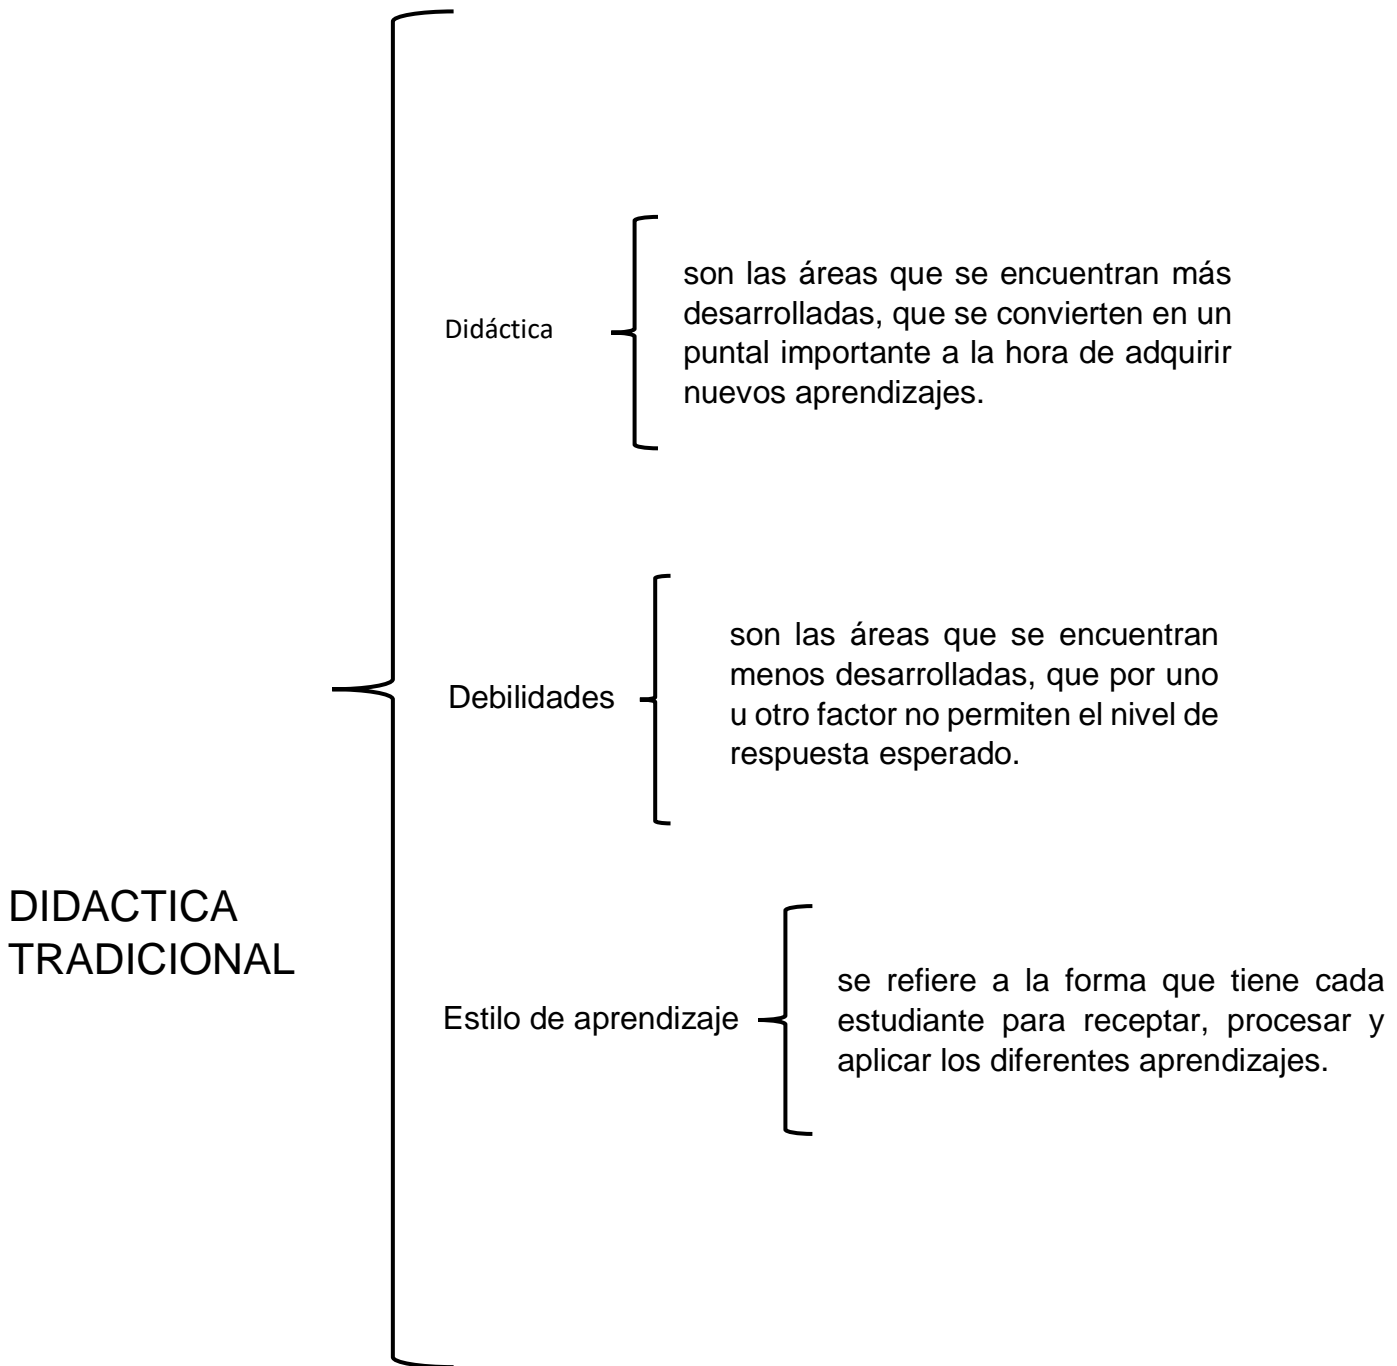 DIDACTICA
TRADICIONAL
Didáctica
son las áreas que se encuentran más
desarrolladas, que se convierten en un
puntal importante a la hora de adquirir
nuevos aprendizajes.
Debilidades
son las áreas que se encuentran
menos desarrolladas, que por uno
u otro factor no permiten el nivel de
respuesta esperado.
Estilo de aprendizaje
se refiere a la forma que tiene cada
estudiante para receptar, procesar y
aplicar los diferentes aprendizajes.